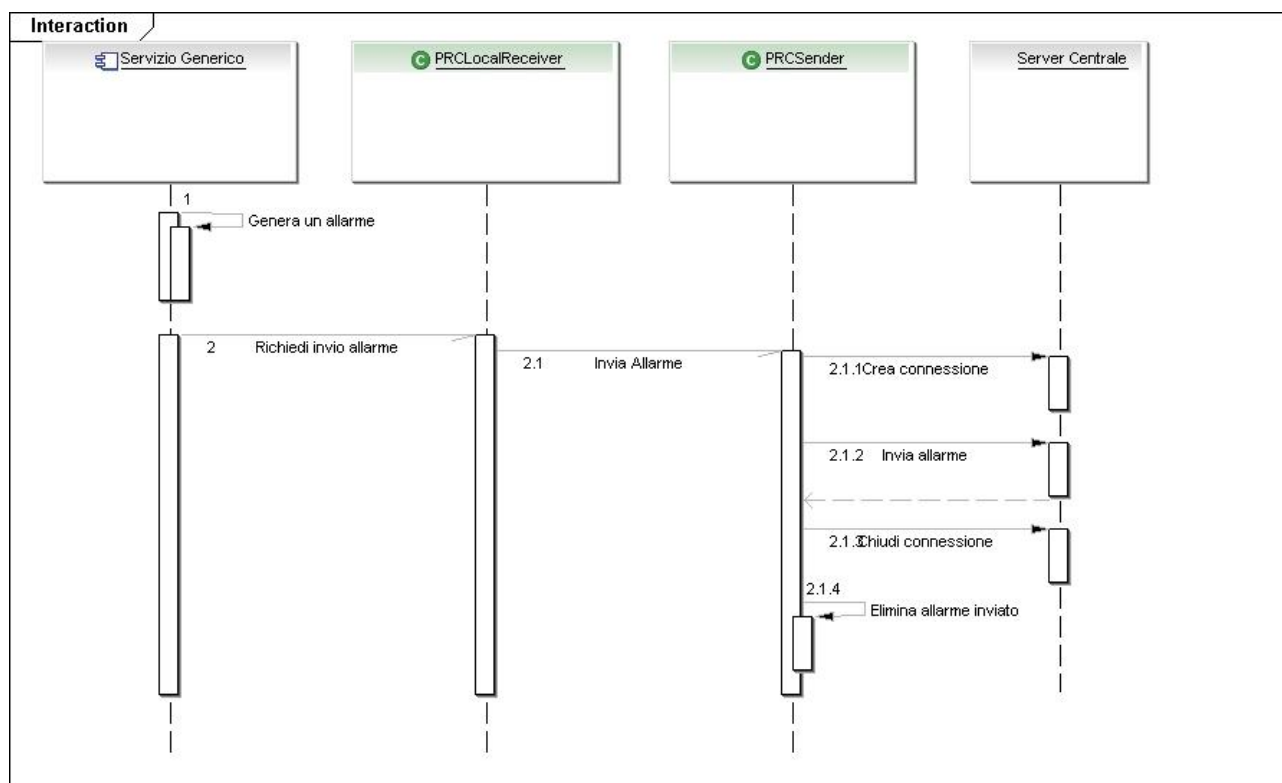 Interaction
Servizio Generico
C PRCLocalReceiver
C PRCSender
Server Centrale
1
Genera un allarme
2 Richiedi invio allarme
2.1 Invia Allarme
2.1.1Crea connessione
2.1.2 Invia allarme
2.1.3Chiudi connessione
2.1.4
Elimina allarme inviato